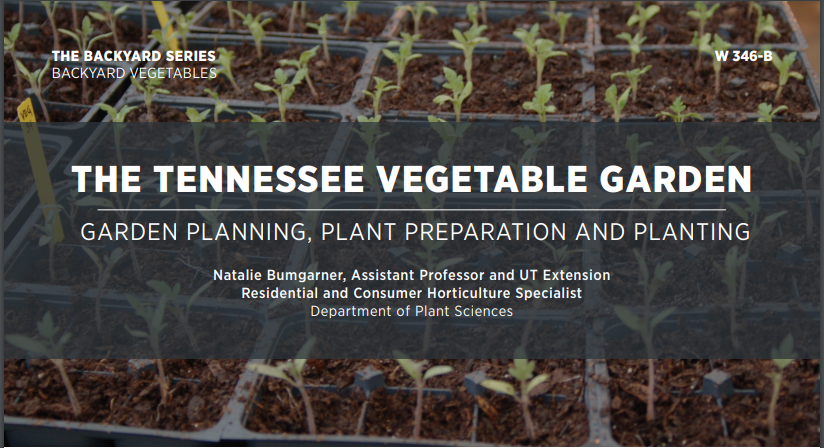 THE BACKYARD SERIES
BACKYARD VEGETABLES
W 346-B
THE TENNESSEE VEGETABLE GARDEN
GARDEN PLANNING, PLANT PREPARATION AND PLANTING
Natalie Bumgarner, Assistant Professor and UT Extension
Residential and Consumer Horticulture Specialist
Department of Plant Sciences